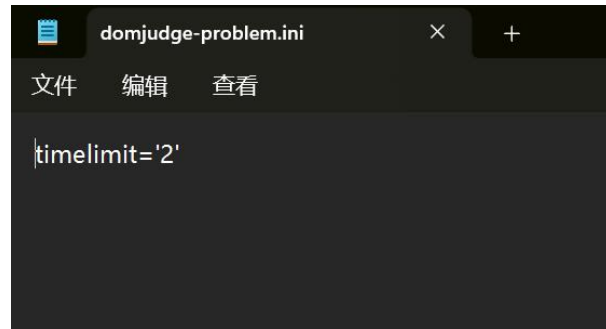 domjudge-problem.ini
文件 编辑 查看
timelimit='2'